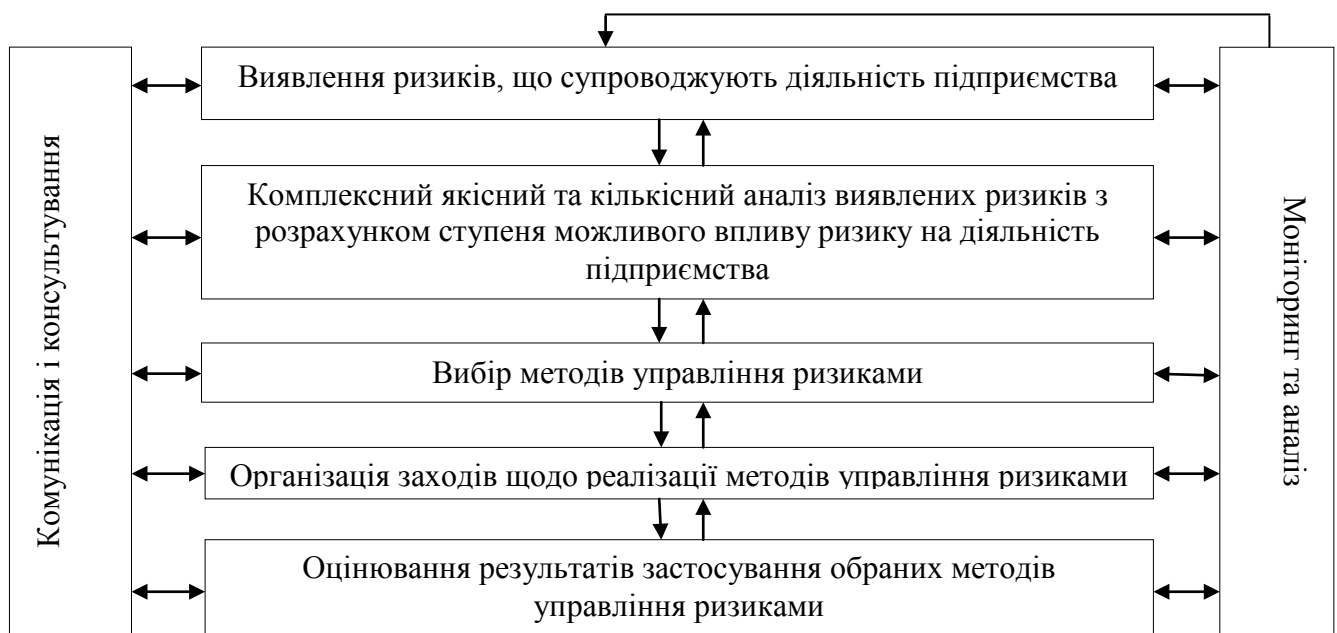 Комунікація і консультування
Виявлення ризиків, що супроводжують діяльність підприємства
Комплексний якісний та кількісний аналіз виявлених ризиків з
розрахунком ступеня можливого впливу ризику на діяльність
підприємства
Вибір методів управління ризиками
Організація заходів щодо реалізації методів управління ризиками
Оцінювання результатів застосування обраних методів
управління ризиками
Моніторинг та аналіз